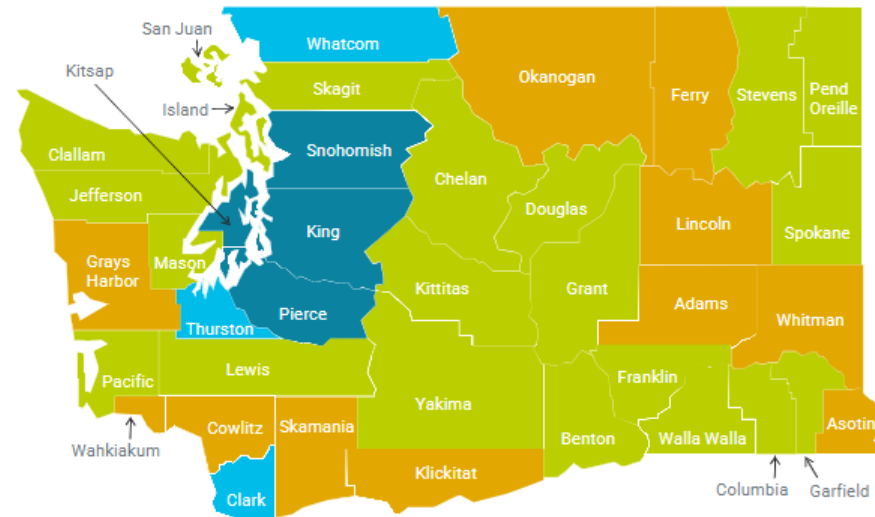 San Juan
Whatcom
Kitsap
Okanogan
Skagit
Ferry
Stevens
Pend
Oreille
Island
Snohomish
Clallam
Chelan
Jefferson
Douglas
King
Lincoln
Spokane
Mason
Grays
Harbor
Kittitas
Grant
Adams
Pierce
Whitman
Thurston
Lewis
Pacific
Franklin
Yakima
Cowlitz
Skamania
Asotin
Benton
Walla Walla
Wahkiakum
Klickitat
Clark
Columbia
Garfield